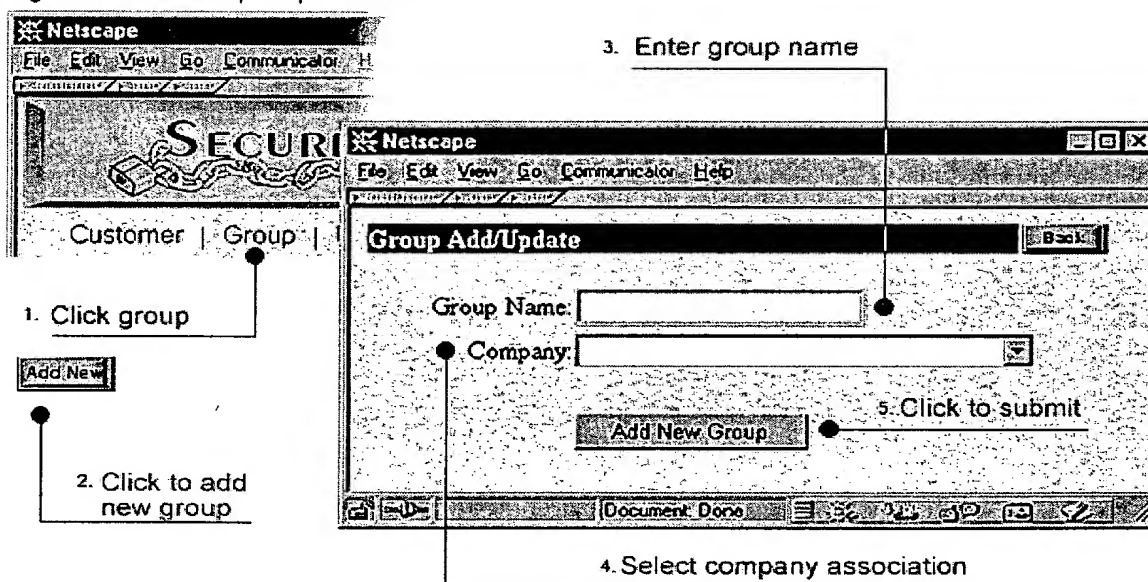 Netscape
File Edit View Go Communicator H
SECURI
Customer | Group |
1. Click group
Add New
2. Click to add
new group
3. Enter group name
Netscape
File Edit View Go Communicator Help
Group Add/Update
Back
Group Name:
Company:
Add New Group
5. Click to submit
Document: Done
4. Select company association